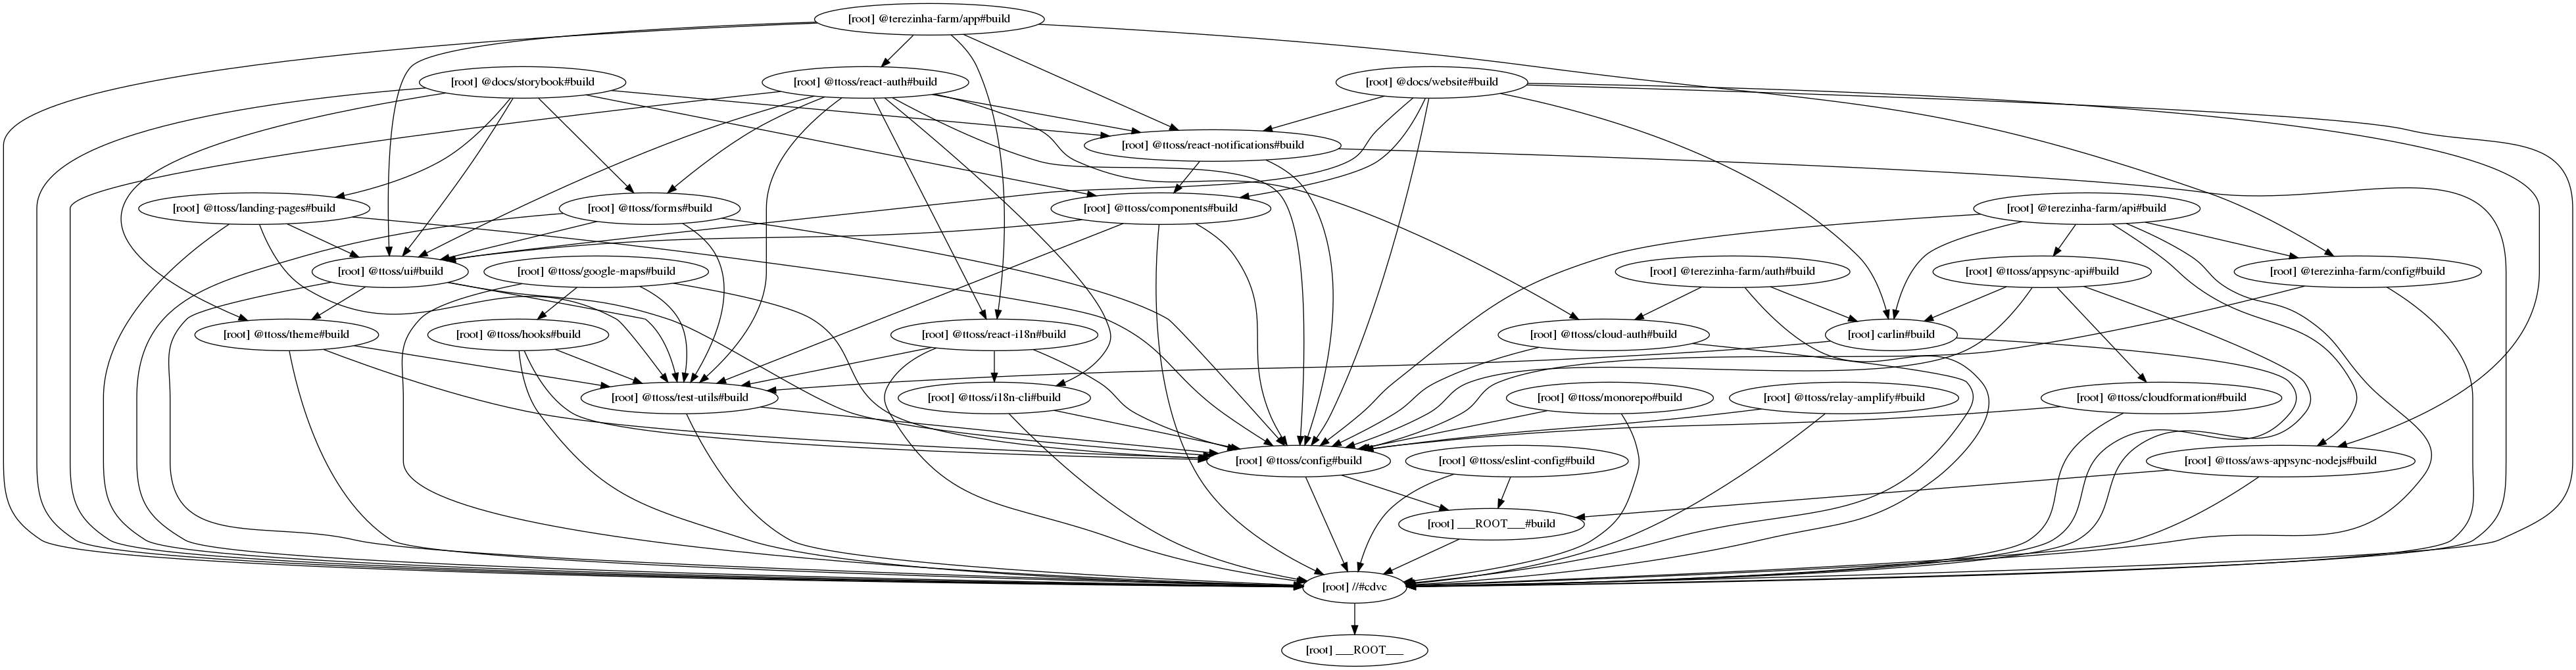 [root] @terezinha-farm/app#build
[root] @docs/storybook#build
[root] @ttoss/react-auth#build
[root] @docs/website#build
[root] @ttoss/react-notifications#build
[root] @ttoss/landing-pages#build
[root] @ttoss/forms#build
[root] @ttoss/components#build
[root] @terezinha-farm/api#build
[root] @ttoss/ui#build
[root] @ttoss/google-maps#build
[root] @terezinha-farm/auth#build
[root] @ttoss/appsync-api#build
[root] @terezinha-farm/config#build
[root] @ttoss/theme#build
[root] @ttoss/hooks#build
[root] @ttoss/react-i18n#build
[root] @ttoss/cloud-auth#build
[root] carlin#build
[root] @ttoss/test-utils#build
[root] @ttoss/i18n-cli#build
[root] @ttoss/monorepo#build
[root] @ttoss/relay-amplify#build
[root] @ttoss/cloudformation#build
[root] @ttoss/config#build
[root] @ttoss/eslint-config#build
[root] @ttoss/aws-appsync-nodejs#build
[root] ___ROOT___#build
[root] //#cdvc
[root] ___ROOT___